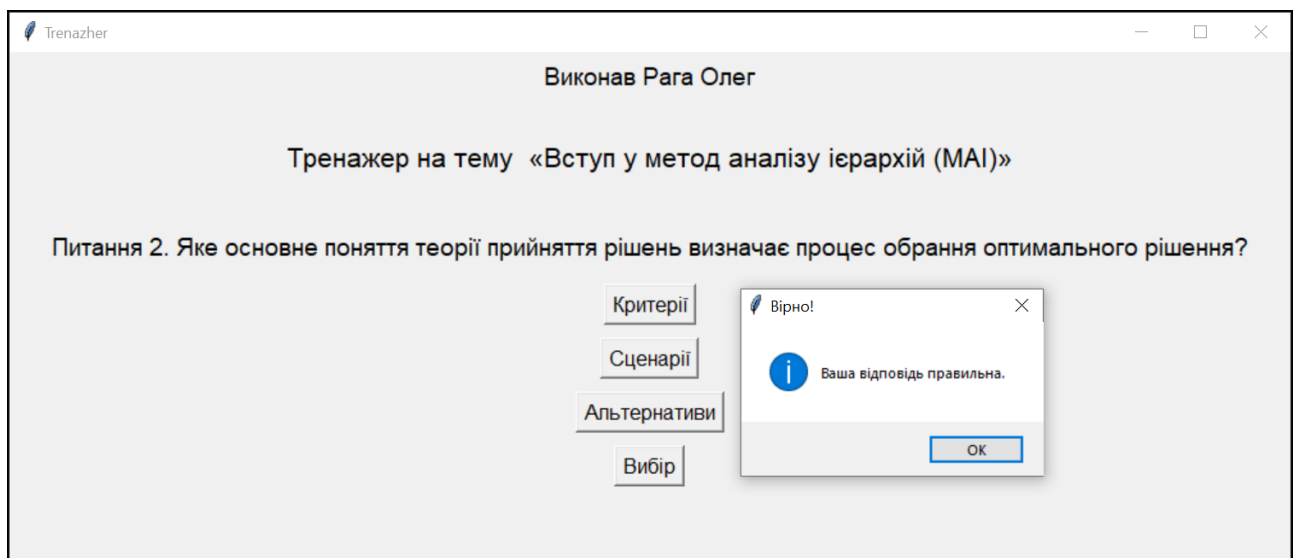 Trenazher
Виконав Рага Олег
Тренажер на тему «Вступ у метод аналізу ієрархій (МАІ)»
Питання 2. Яке основне поняття теорії прийняття рішень визначає процес обрання оптимального рішення?
Критерії
Сценарії
Альтернативи
Вибір
Вірно!
Ваша відповідь правильна.
ОК